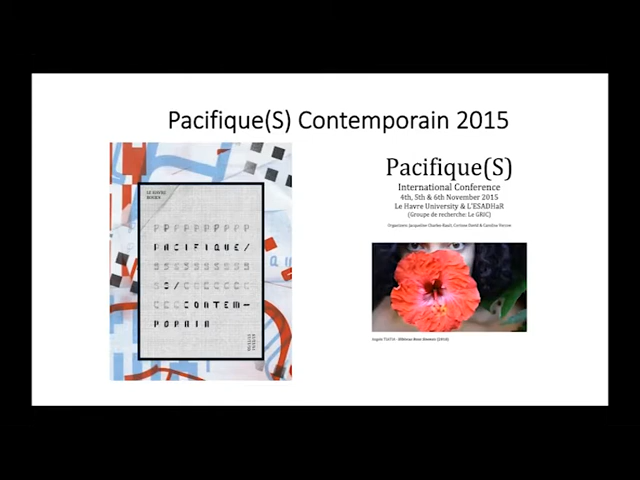 Pacifique(S) Contemporain 2015
LE HAVRE
ROUEN
PACIFIQUE/
S/
CONTEM-
PORAIN
Pacifique(S)
International Conference
4th, 5th & 6th November 2015
Le Havre University & L'ESADHaR
(Groupe de recherche: Le GRIC)